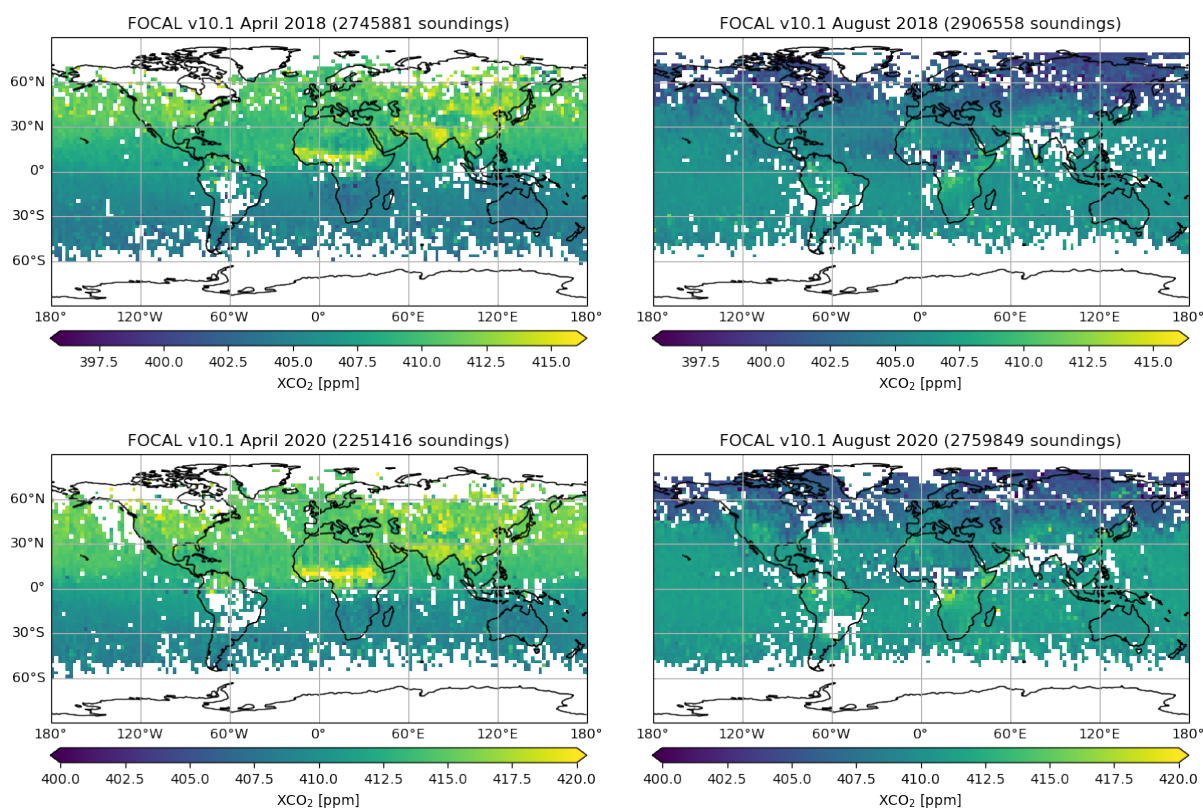 FOCAL v10.1 April 2018 (2745881 soundings)
60°N
30°N
0°
30°S
60°S
180° 120°W 60°W 0° 60°E 120°E 180°
397.5 400.0 402.5 405.0 407.5 410.0 412.5 415.0
XCO₂ [ppm]
FOCAL v10.1 August 2018 (2906558 soundings)
180° 120°W 60°W 0° 60°E 120°E 180°
397.5 400.0 402.5 405.0 407.5 410.0 412.5 415.0
XCO₂ [ppm]
FOCAL v10.1 April 2020 (2251416 soundings)
60°N
30°N
0°
30°S
60°S
180° 120°W 60°W 0° 60°E 120°E 180°
400.0 402.5 405.0 407.5 410.0 412.5 415.0 417.5 420.0
XCO₂ [ppm]
FOCAL v10.1 August 2020 (2759849 soundings)
180° 120°W 60°W 0° 60°E 120°E 180°
400.0 402.5 405.0 407.5 410.0 412.5 415.0 417.5 420.0
XCO₂ [ppm]